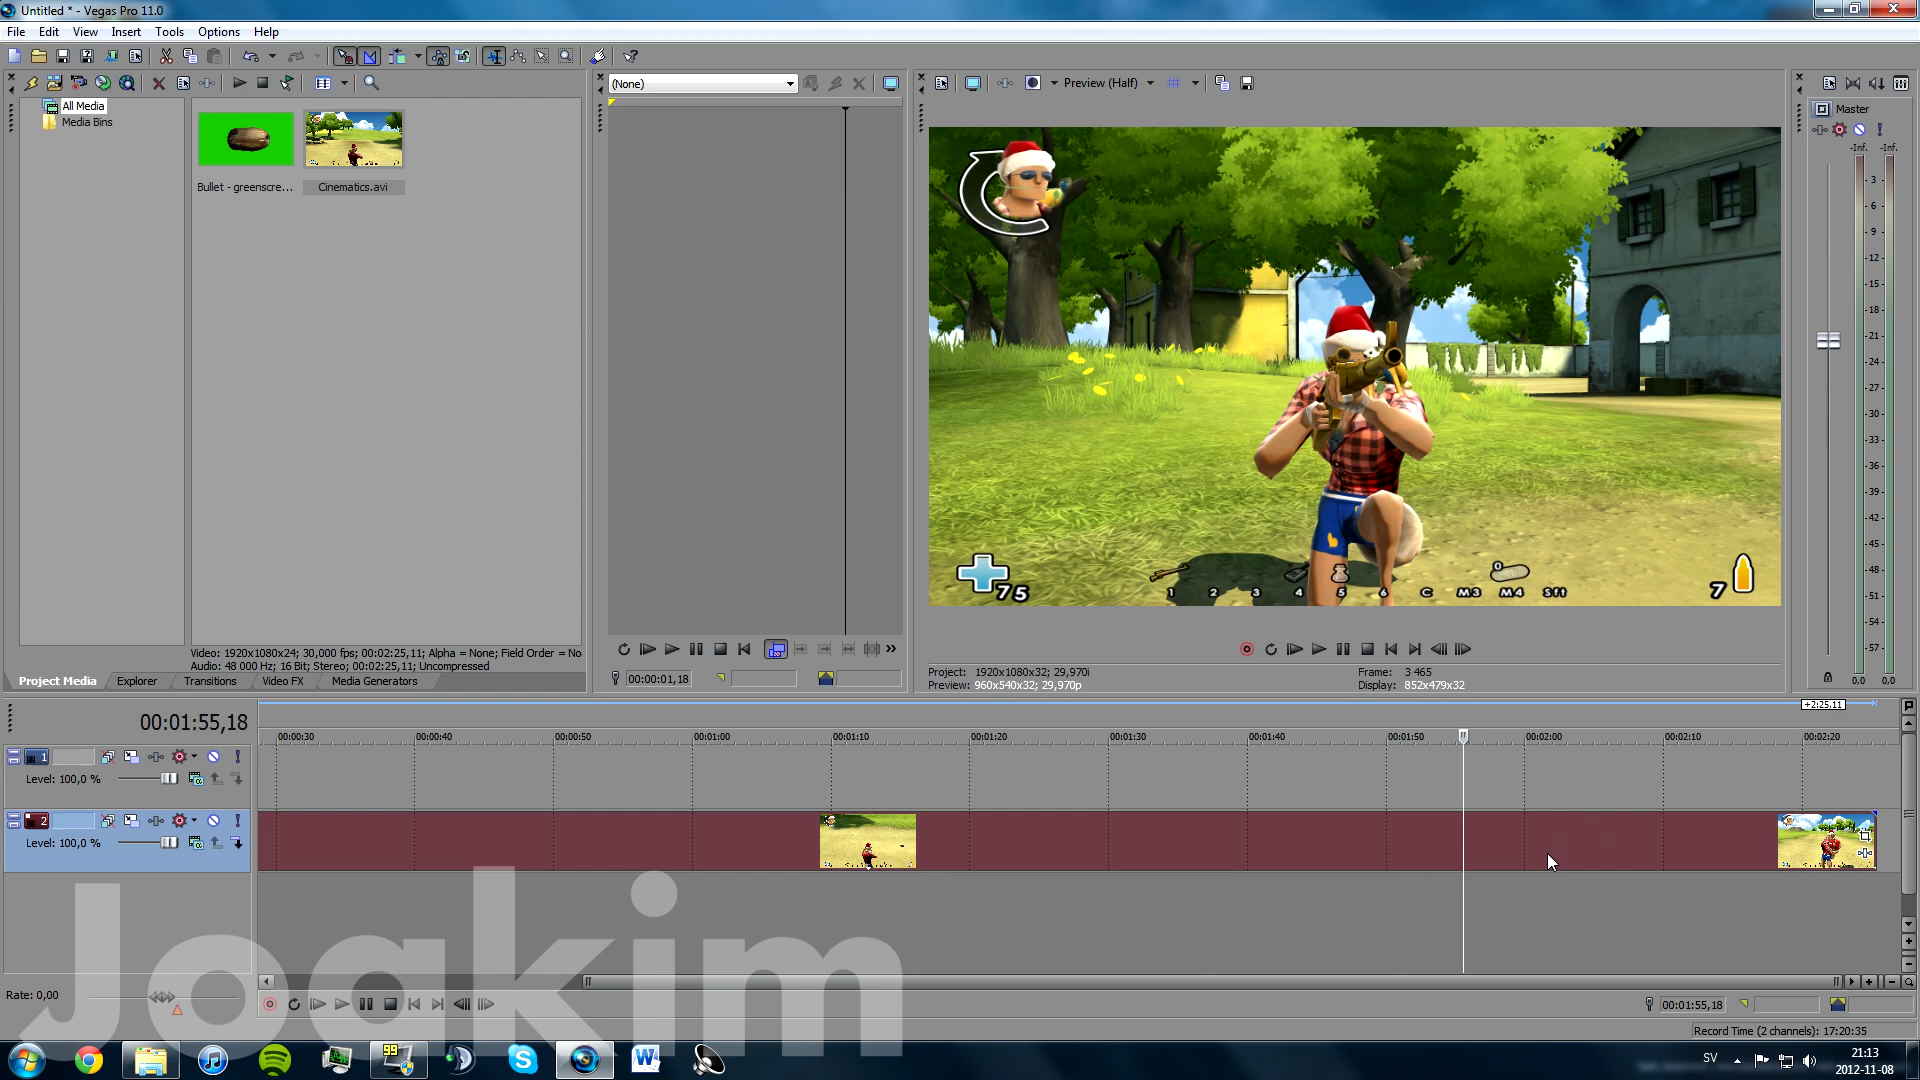 Untitled * - Vegas Pro 11.0
File Edit View Insert Tools Options Help
(None)
Preview (Half)
All Media
Media Bins
Master
Bullet - greenscre...
Cinematics.avi
-Inf. -Inf.
- 3 -
- 6 -
- 9 -
-12-
-15-
-18-
-21-
-24-
-27-
-30-
-33-
-36-
-39-
-42-
-45-
-48-
-51-
-54-
-57-
0,0 0,0
75
1 2 3 4 5 6 C M3 M4 Sft
0
7
Video: 1920x1080x24; 30,000 fps; 00:02:25,11; Alpha = None; Field Order = No
Audio: 48 000 Hz; 16 Bit; Stereo; 00:02:25,11; Uncompressed
Project Media Explorer Transitions Video FX Media Generators
00:00:01,18
Project: 1920x1080x32; 29,970i
Preview: 960x540x32; 29,970p
Frame: 3 465
Display: 852x479x32
00:01:55,18
+2:25,11
00:00:30 00:00:40 00:00:50 00:01:00 00:01:10 00:01:20 00:01:30 00:01:40 00:01:50 00:02:00 00:02:10 00:02:20
1
Level: 100,0 %
2
Level: 100,0 %
Joakim
Rate: 0,00
00:01:55,18
Record Time (2 channels): 17:20:35
99
SV
21:13
2012-11-08